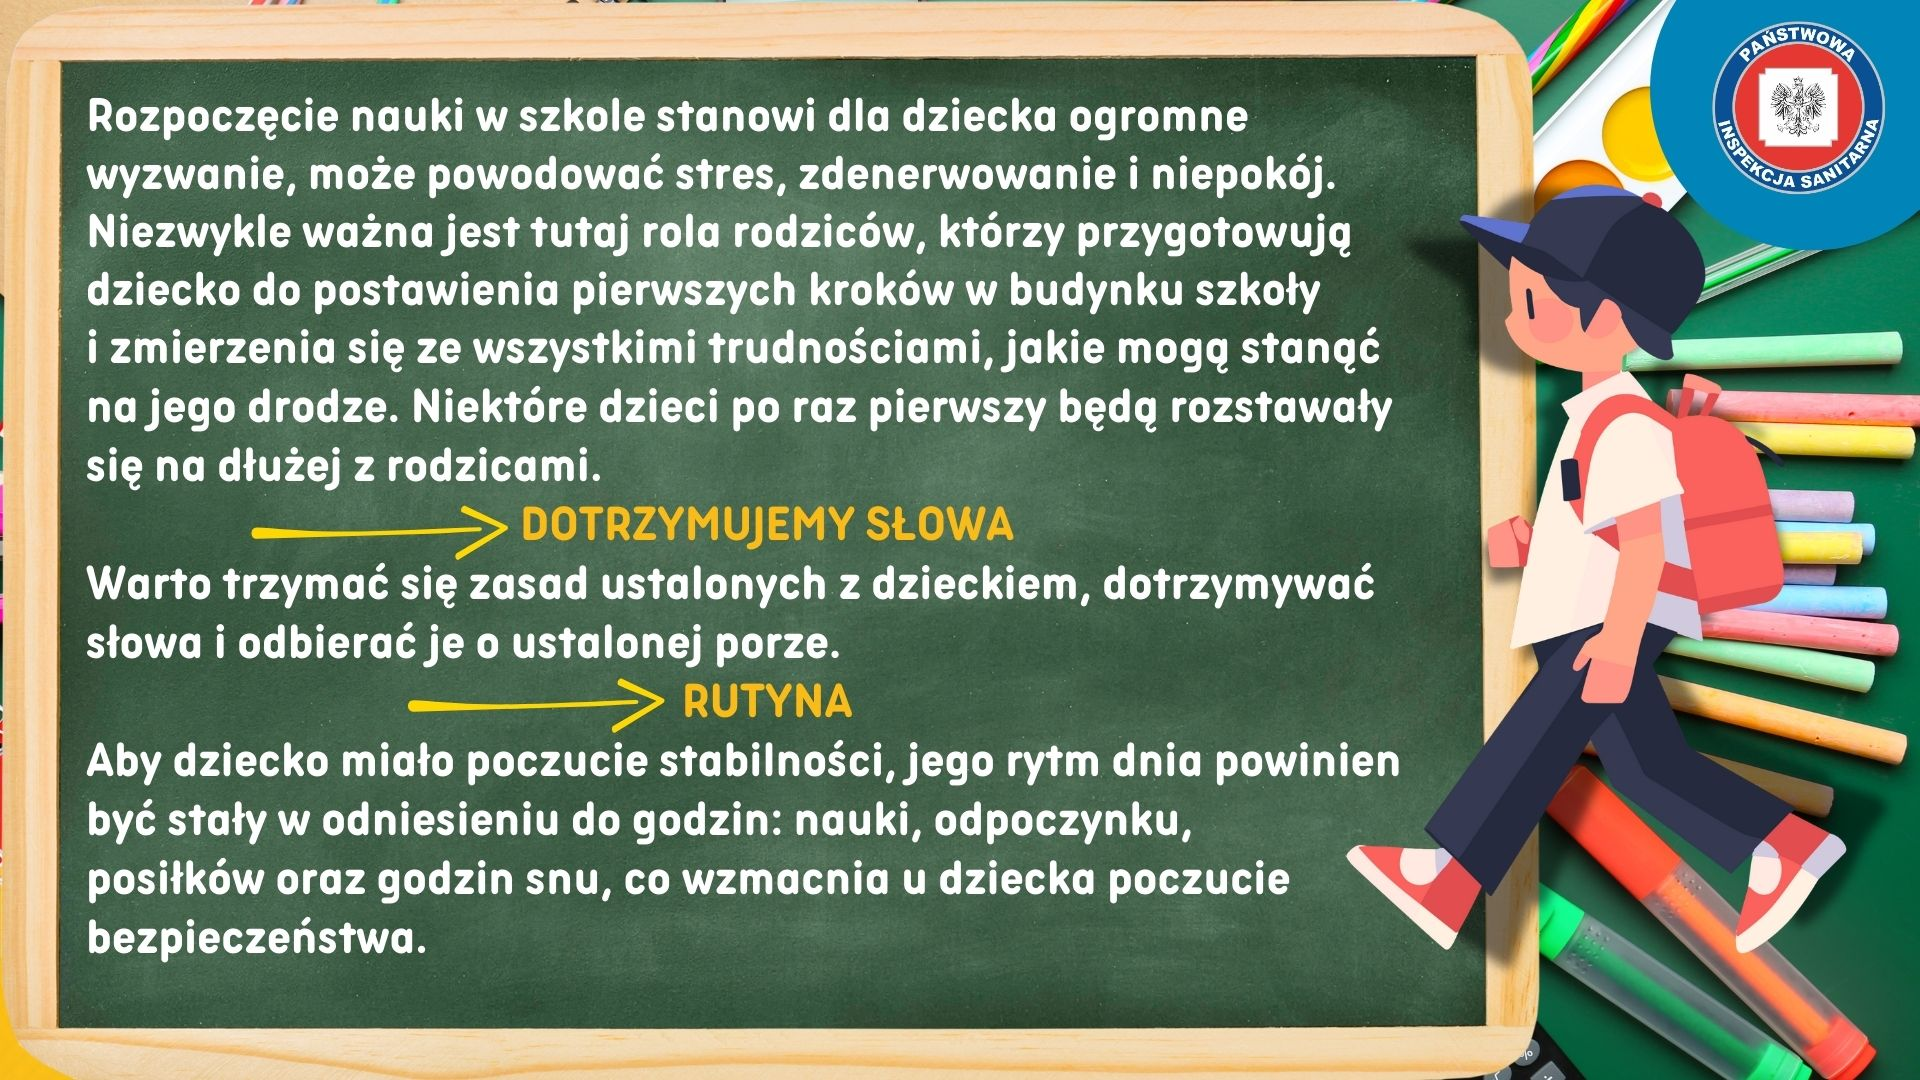 Rozpoczęcie nauki w szkole stanowi dla dziecka ogromne
wyzwanie, może powodować stres, zdenerwowanie i niepokój.
Niezwykle ważna jest tutaj rola rodziców, którzy przygotowują
dziecko do postawienia pierwszych kroków w budynku szkoły
i zmierzenia się ze wszystkimi trudnościami, jakie mogą stanąć
na jego drodze. Niektóre dzieci po raz pierwszy będą rozstawały
się na dłużej z rodzicami.
DOTRZYMUJEMY SŁOWA
Warto trzymać się zasad ustalonych z dzieckiem, dotrzymywać
słowa i odbierać je o ustalonej porze.
RUTYNA
Aby dziecko miało poczucie stabilności, jego rytm dnia powinien
być stały w odniesieniu do godzin: nauki, odpoczynku,
posiłków oraz godzin snu, co wzmacnia u dziecka poczucie
bezpieczeństwa.
PAŃSTWOWA
INSPEKCJA SANITARNA